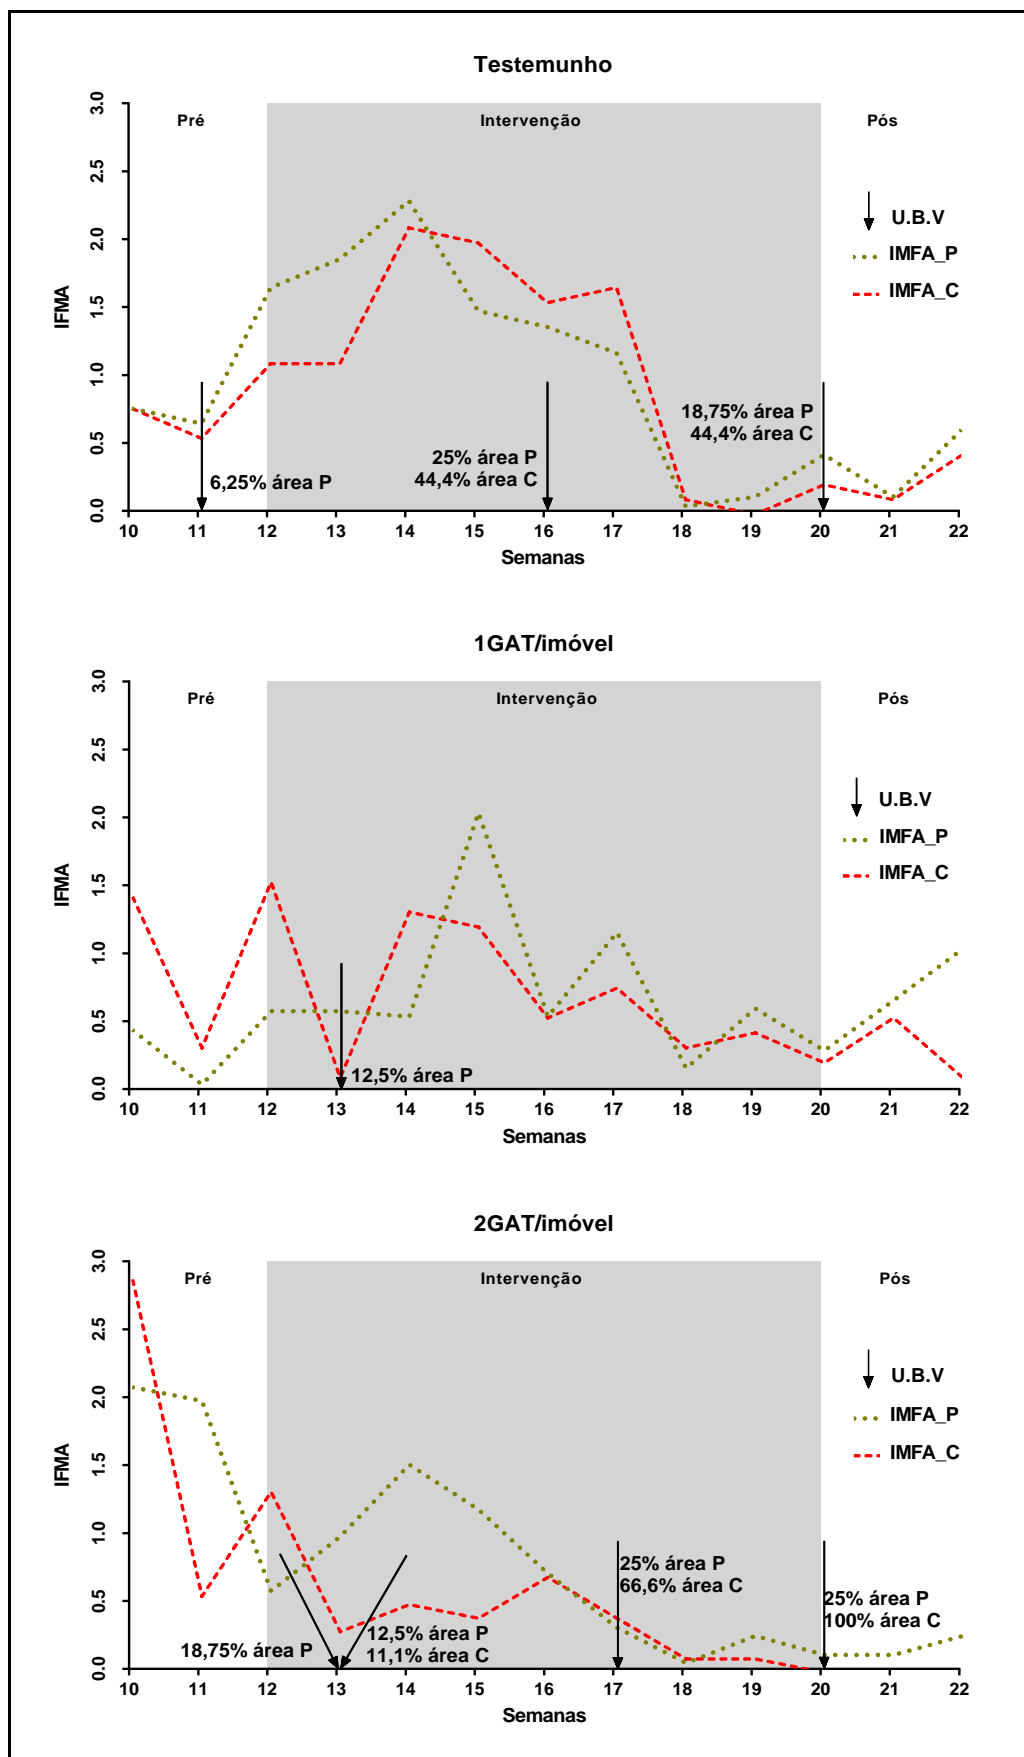 Testemunho
3.0
2.5
2.0
1.5
1.0
0.5
0.0
IFMA
Pré
Intervenção
Pós
U.B.V
IMFA_P
IMFA_C
6,25% área P
25% área P
44,4% área C
18,75% área P
44,4% área C
10 11 12 13 14 15 16 17 18 19 20 21 22
Semanas
1GAT/imóvel
3.0
2.5
2.0
1.5
1.0
0.5
0.0
IFMA
Pré
Intervenção
Pós
U.B.V
IMFA_P
IMFA_C
12,5% área P
10 11 12 13 14 15 16 17 18 19 20 21 22
Semanas
2GAT/imóvel
3.0
2.5
2.0
1.5
1.0
0.5
0.0
IFMA
Pré
Intervenção
Pós
U.B.V
IMFA_P
IMFA_C
18,75% área P
12,5% área P
11,1% área C
25% área P
66,6% área C
25% área P
100% área C
10 11 12 13 14 15 16 17 18 19 20 21 22
Semanas